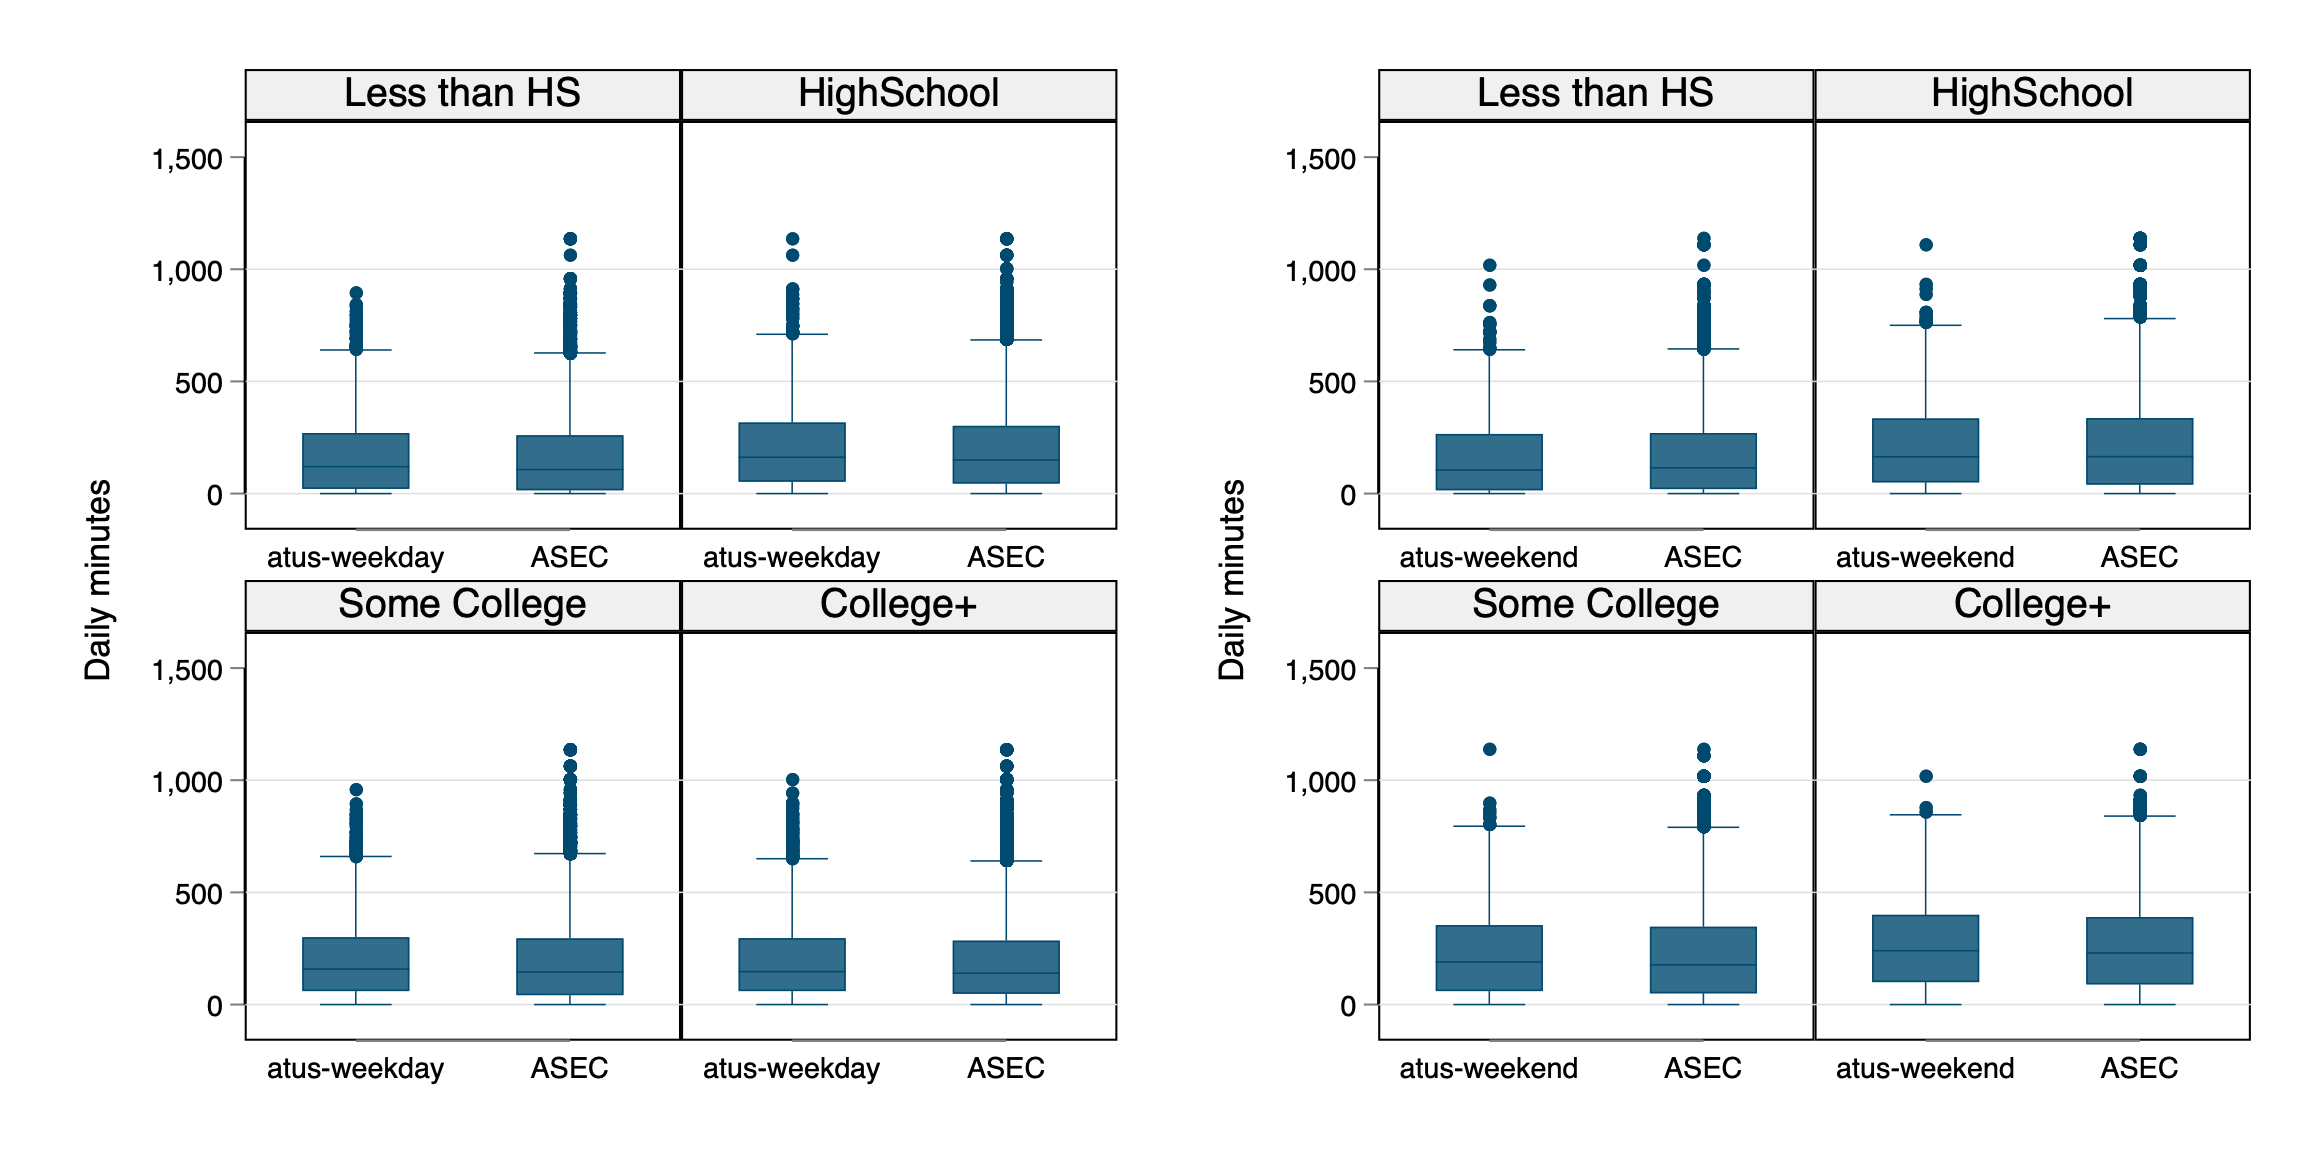 Less than HS
HighSchool
1,500
1,000
500
0
atus-weekday
ASEC
atus-weekday
ASEC
Some College
College+
1,500
1,000
500
0
atus-weekday
ASEC
atus-weekday
ASEC
Daily minutes
Less than HS
HighSchool
1,500
1,000
500
0
atus-weekend
ASEC
atus-weekend
ASEC
Some College
College+
1,500
1,000
500
0
atus-weekend
ASEC
atus-weekend
ASEC
Daily minutes